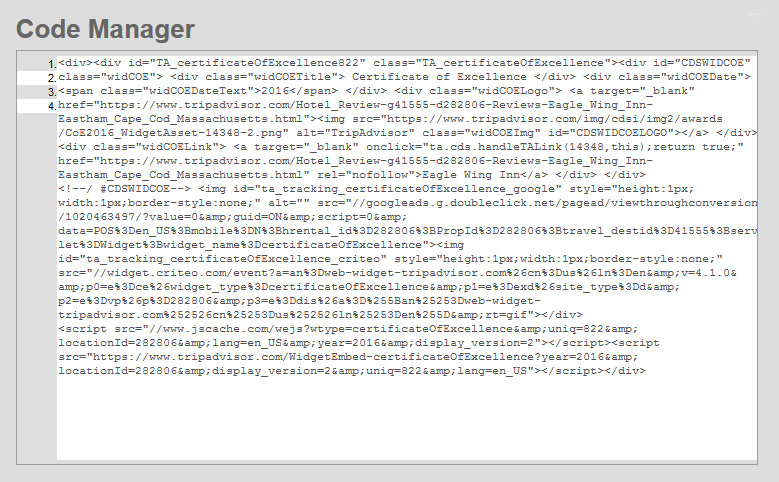 Code Manager
1. <div><div id="TA_certificateOfExcellence822" class="TA_certificateOfExcellence"><div id="CDSWIDCOE"
2. class="widCOE"> <div class="widCOETitle"> Certificate of Excellence </div> <div class="widCOEDate">
3. <span class="widCOEDateText">2016</span> </div> <div class="widCOELogo"> <a target="_blank"
4. href="https://www.tripadvisor.com/Hotel_Review-g41555-d282806-Reviews-Eagle_Wing_Inn-
Eastham_Cape_Cod_Massachusetts.html"><img src="https://www.tripadvisor.com/img/cdsi/img2/awards
/CoE2016_WidgetAsset-14348-2.png" alt="TripAdvisor" class="widCOEImg" id="CDSWIDCOELOGO"></a> </div>
<div class="widCOELink"> <a target="_blank" onclick="ta.cds.handleTALink(14348,this);return true;"
href="https://www.tripadvisor.com/Hotel_Review-g41555-d282806-Reviews-Eagle_Wing_Inn-
Eastham_Cape_Cod_Massachusetts.html" rel="nofollow">Eagle Wing Inn</a> </div> </div>
<!--/ #CDSWIDCOE--> <img id="ta_tracking_certificateOfExcellence_google" style="height:1px;
width:1px;border-style:none;" alt="" src="//googleads.g.doubleclick.net/pagead/viewthroughconversion
/1020463497/?value=0&amp;guid=ON&amp;script=0&amp;
data=POS%3Den_US%3Bmobile%3DN%3Bhrental_id%3D282806%3BPropId%3D282806%3Btravel_destid%3D41555%3Bserv
let%3DWidget%3Bwidget_name%3DcertificateOfExcellence"><img
id="ta_tracking_certificateOfExcellence_criteo" style="height:1px;width:1px;border-style:none;"
src="//widget.criteo.com/event?a=an%3Dweb-widget-tripadvisor.com%26cn%3Dus%26ln%3Den&amp;v=4.1.0&
amp;p0=e%3Dce%26widget_type%3DcertificateOfExcellence&amp;p1=e%3Dexd%26site_type%3Dd&amp;
p2=e%3Dvp%26p%3D282806&amp;p3=e%3Ddis%26a%3D%255Ban%25253Dweb-widget-
tripadvisor.com%252526cn%25253Dus%252526ln%25253Den%255D&amp;rt=gif"></div>
<script src="//www.jscache.com/wejs?wtype=certificateOfExcellence&amp;uniq=822&amp;
locationId=282806&amp;lang=en_US&amp;year=2016&amp;display_version=2"></script><script
src="https://www.tripadvisor.com/WidgetEmbed-certificateOfExcellence?year=2016&amp;
locationId=282806&amp;display_version=2&amp;uniq=822&amp;lang=en_US"></script></div>